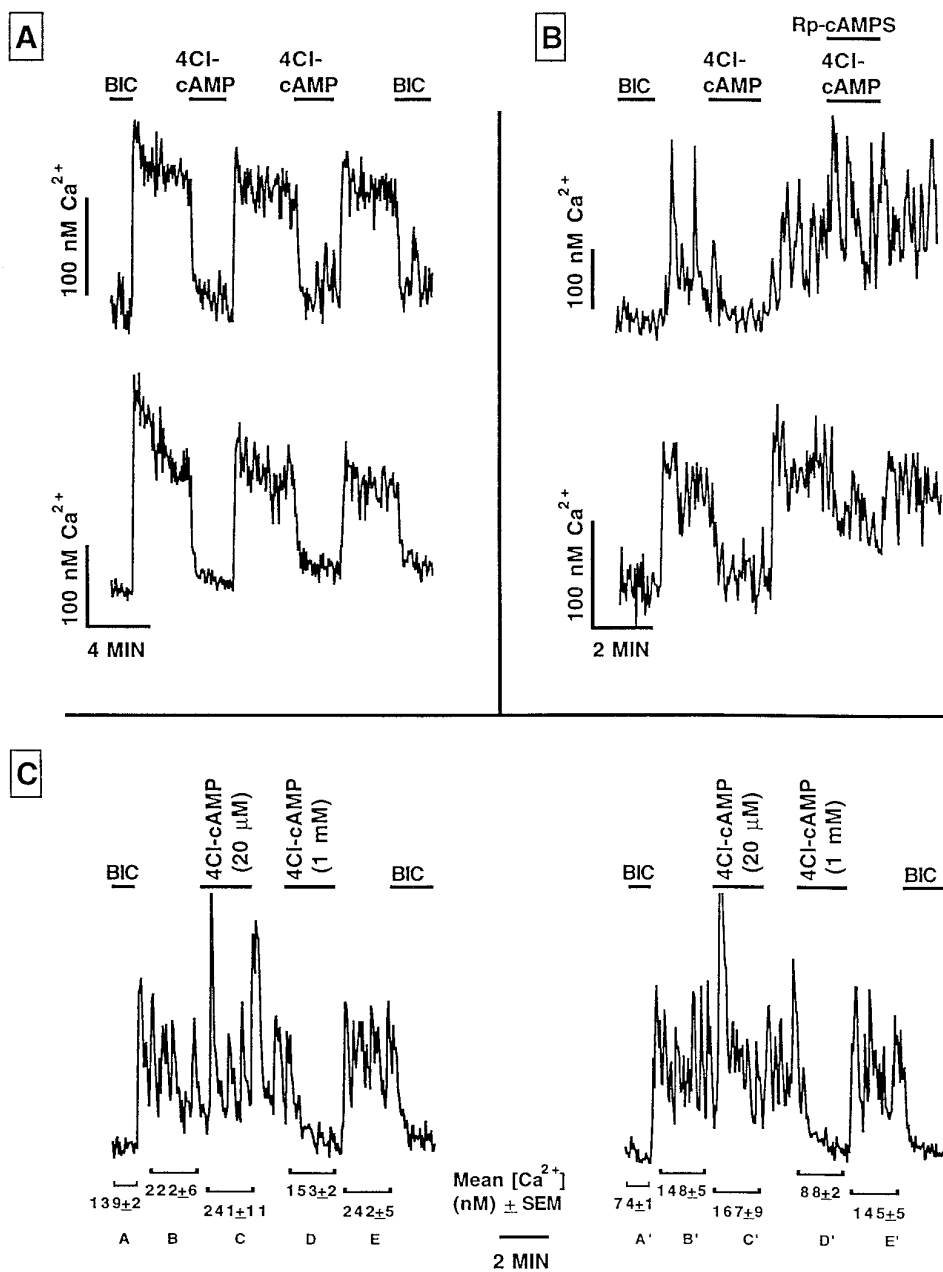 A
B
Rp-cAMPS
4Cl-
cAMP
4Cl-
cAMP
4Cl-
cAMP
4Cl-
cAMP
BIC
BIC
BIC
100 nM Ca2+
100 nM Ca2+
100 nM Ca2+
100 nM Ca2+
4 MIN
2 MIN
C
4Cl-cAMP
(20 µM)
4Cl-cAMP
(1 mM)
4Cl-cAMP
(20 µM)
4Cl-cAMP
(1 mM)
BIC
BIC
BIC
BIC
139±2
222±6
241±11
153±2
242±5
Mean [Ca2+]
(nM) ± SEM
74±1
148±5
167±9
88±2
145±5
A B C D E
2 MIN
A' B' C' D' E'